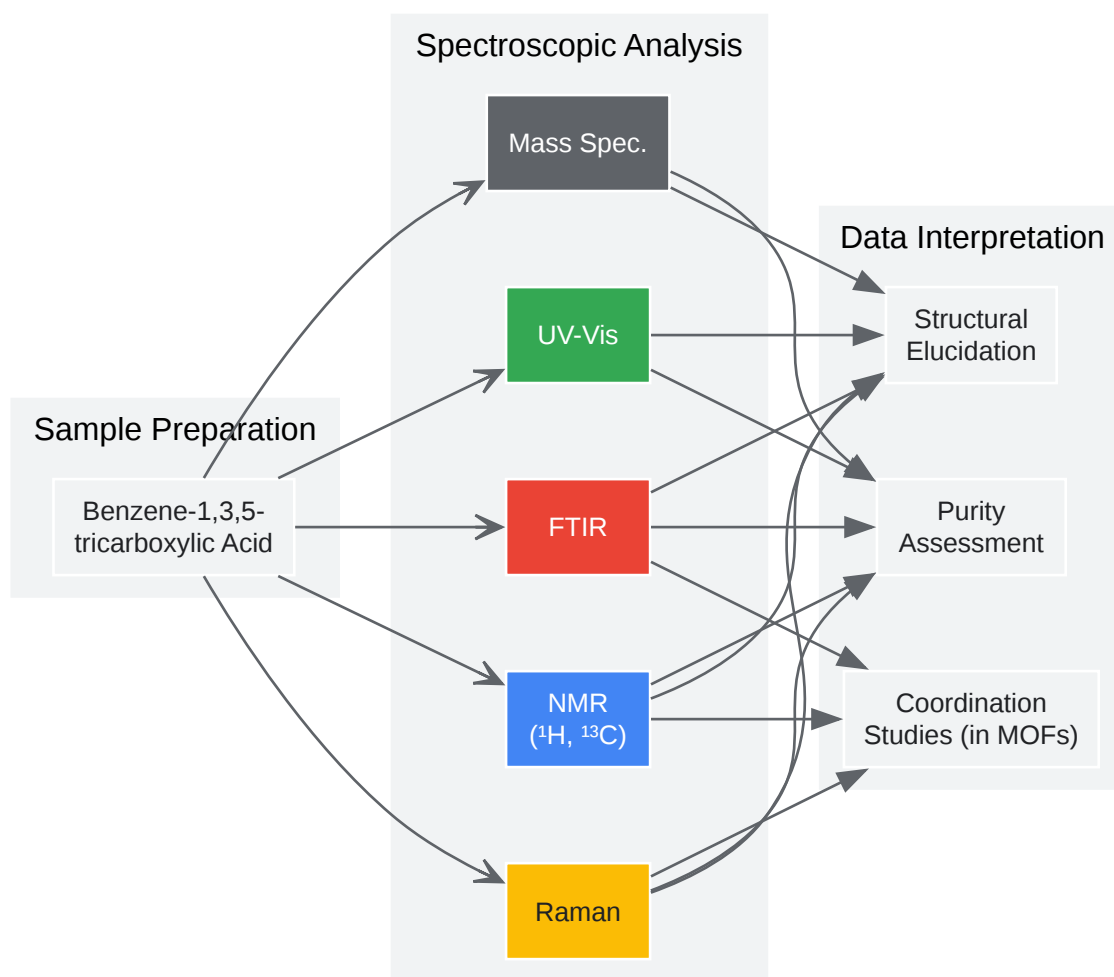 Sample Preparation
Benzene-1,3,5-
tricarboxylic Acid
Spectroscopic Analysis
Mass Spec.
UV-Vis
FTIR
NMR
(¹H, ¹³C)
Raman
Data Interpretation
Structural
Elucidation
Purity
Assessment
Coordination
Studies (in MOFs)